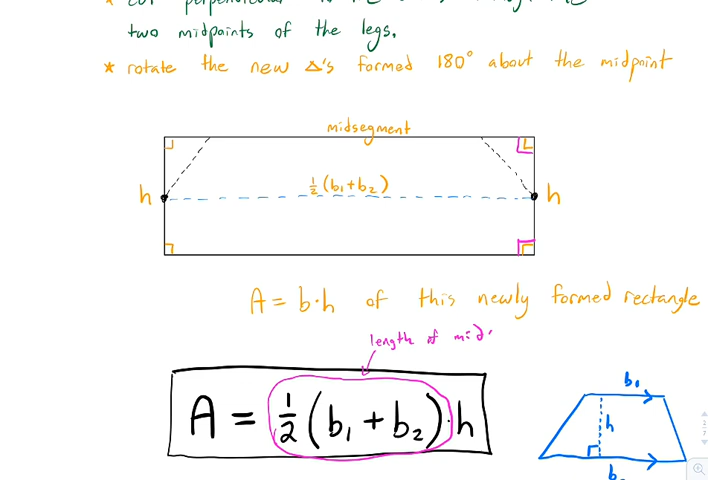 two midpoints of the legs.
* rotate the new Δ's formed 180° about the midpoint
midsegment
h
½(b₁+b₂)
h
A = b·h of this newly formed rectangle
length of mid
A = ½(b₁ + b₂)·h
b₁
h